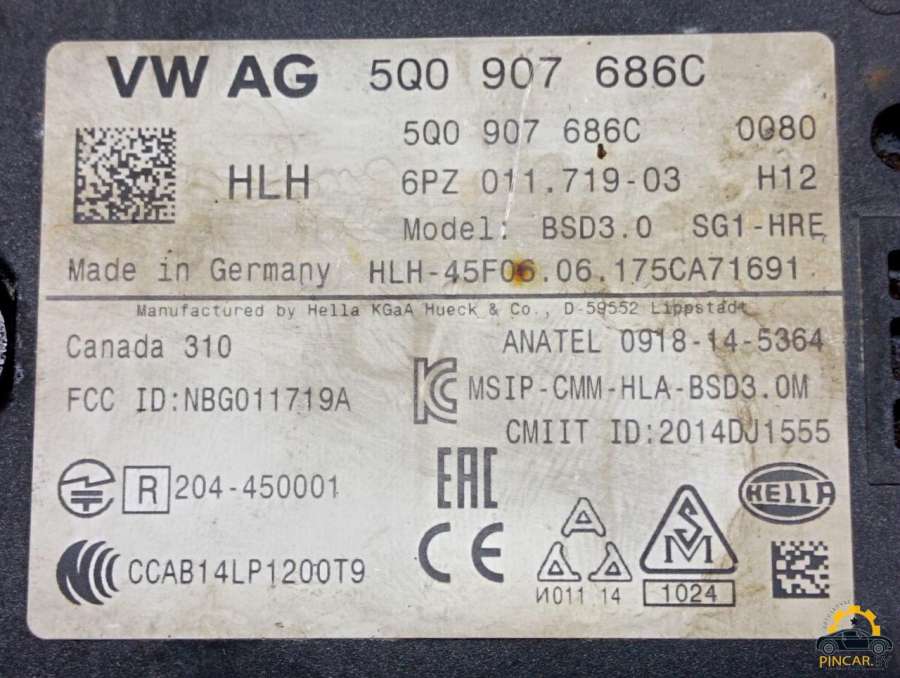 VW AG 5Q0 907 686C
5Q0 907 686C 0080
HLH 6PZ 011.719-03 H12
Model: BSD3.0 SG1-HRE
Made in Germany HLH-45F06.06.175CA71691
Manufactured by Hella KGaA Hueck & Co., D-59552 Lippstadt
Canada 310 ANATEL 0918-14-5364
FCC ID:NBG011719A MSIP-CMM-HLA-BSD3.0M
CMIIT ID:2014DJ1555
R 204-450001 EAC HELLA
CCAB14LP1200T9 CE SM
И011 14 1024
PINCAR.BY